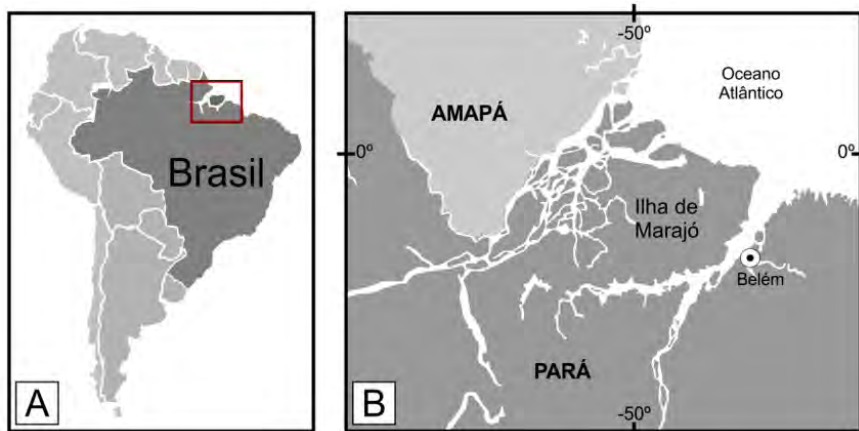 Brasil
A
-50º
Oceano
Atlântico
AMAPÁ
0º
0º
Ilha de
Marajó
Belém
PARÁ
B
-50º